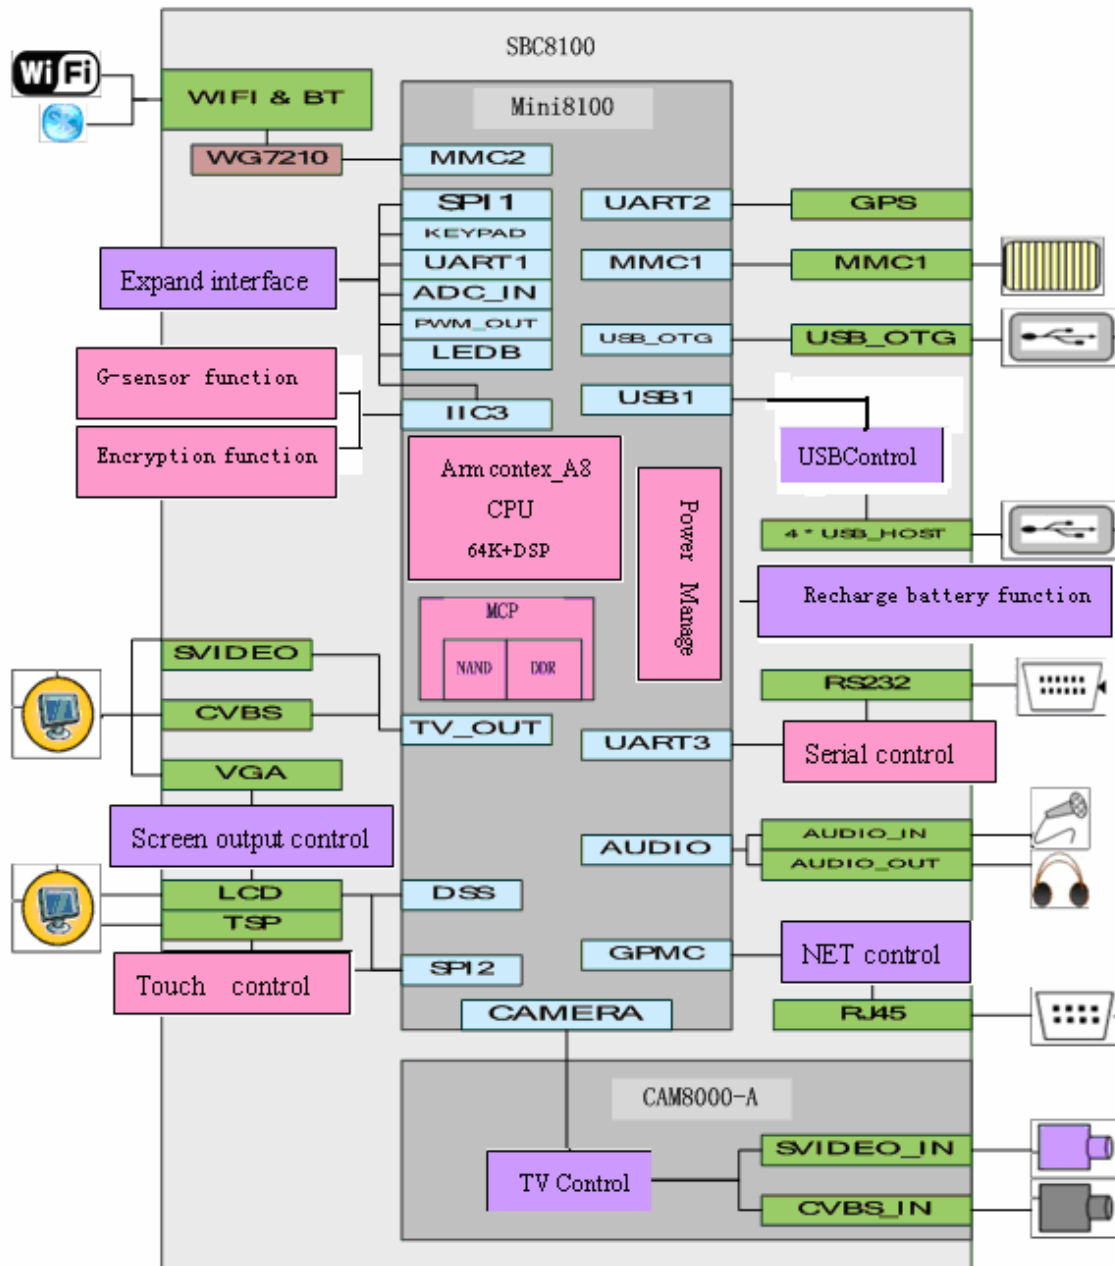 SBC8100
WiFi
WIFI & BT
Mini8100
WG7210
MMC2
SPI1
KEYPAD
UART1
ADC_IN
PWM_OUT
LEDB
IIC3
Expand interface
G-sensor function
Encryption function
UART2
GPS
MMC1
MMC1
USB_OTG
USB_OTG
USB1
USBControl
4 * USB_HOST
Arm contex_A8
CPU
64K+DSP
Power Manage
Recharge battery function
MCP
NAND
DDR
SVIDEO
CVBS
VGA
TV_OUT
RS232
UART3
Serial control
Screen output control
AUDIO
AUDIO_IN
AUDIO_OUT
LCD
TSP
DSS
SPI2
Touch control
GPMC
NET control
RJ45
CAMERA
CAM8000-A
TV Control
SVIDEO_IN
CVBS_IN